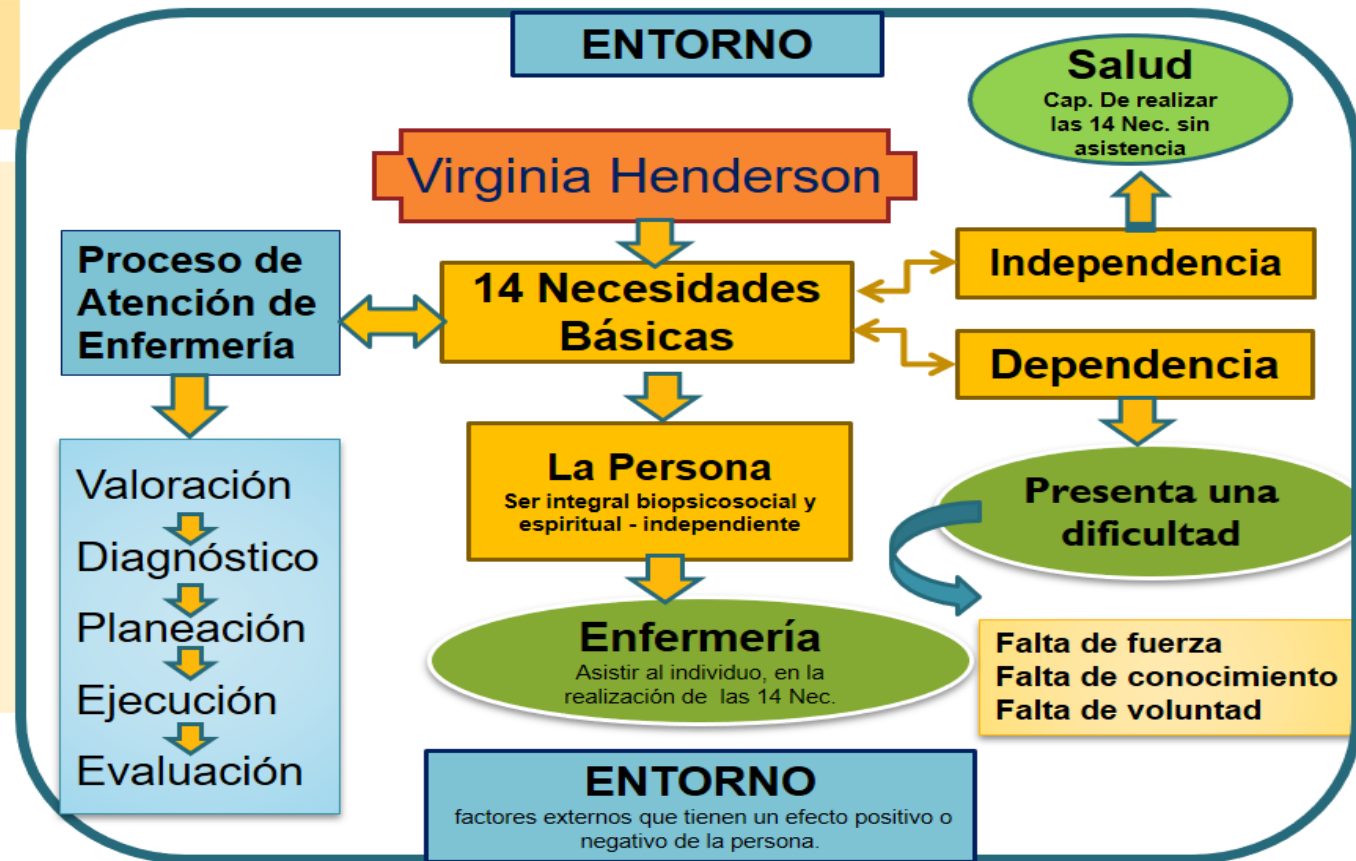 ENTORNO
Salud
Cap. De realizar
las 14 Nec. sin
asistencia
Virginia Henderson
Proceso de
Atención de
Enfermería
14 Necesidades
Básicas
Independencia
Dependencia
Valoración
Diagnóstico
Planeación
Ejecución
Evaluación
La Persona
Ser integral biopsicosocial y
espiritual - independiente
Presenta una
dificultad
Enfermería
Asistir al individuo, en la
realización de las 14 Nec.
Falta de fuerza
Falta de conocimiento
Falta de voluntad
ENTORNO
factores externos que tienen un efecto positivo o
negativo de la persona.